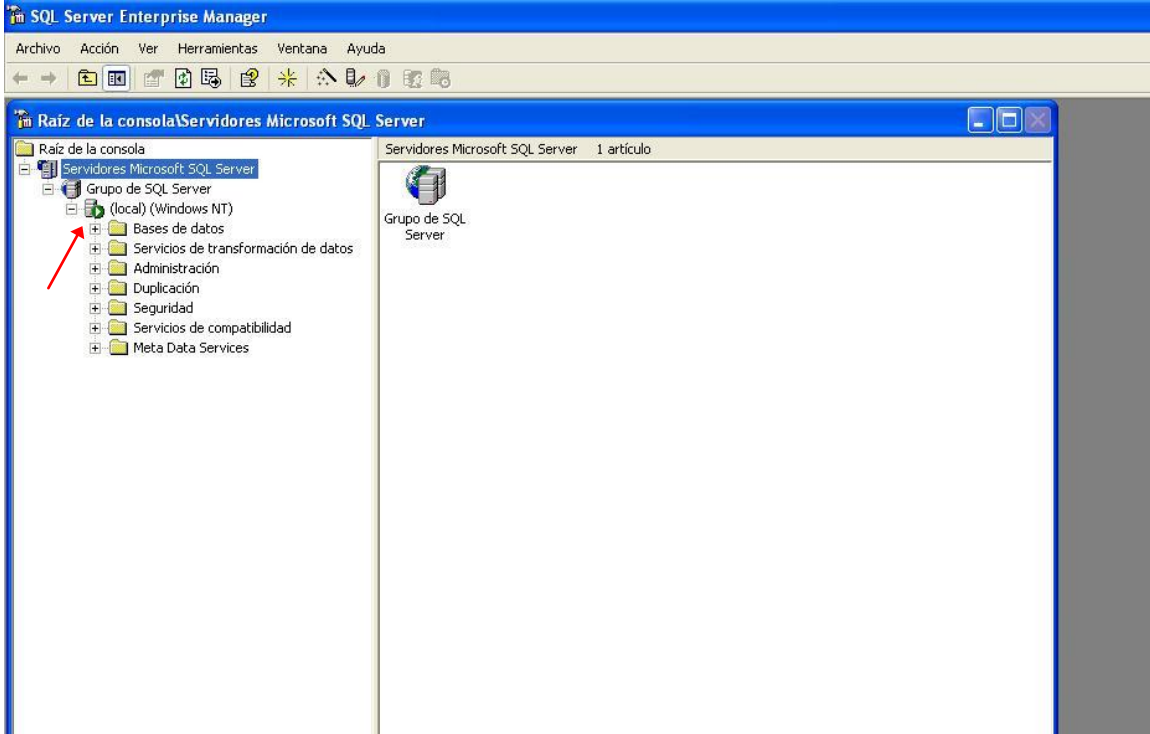 SQL Server Enterprise Manager
Archivo Acción Ver Herramientas Ventana Ayuda
Raíz de la consola\Servidores Microsoft SQL Server
Raíz de la consola
Servidores Microsoft SQL Server
Grupo de SQL Server
(local) (Windows NT)
Bases de datos
Servicios de transformación de datos
Administración
Duplicación
Seguridad
Servicios de compatibilidad
Meta Data Services
Servidores Microsoft SQL Server 1 artículo
Grupo de SQL
Server